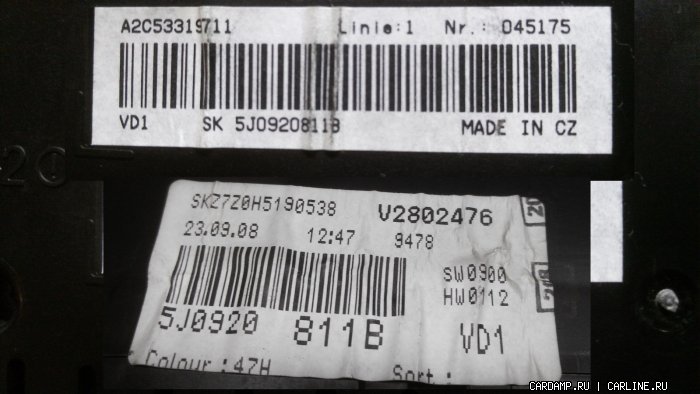 A2C53319711 Linie:1 Nr.: 045175
VD1 SK 5J0920811B MADE IN CZ
20
SKZ7Z0H5190538 V2802476
23.09.08 12:47 9478
SW0900
HW0112
5J0920 811B VD1
Colour : 47H Sort :
CARDAMP.RU | CARLINE.RU